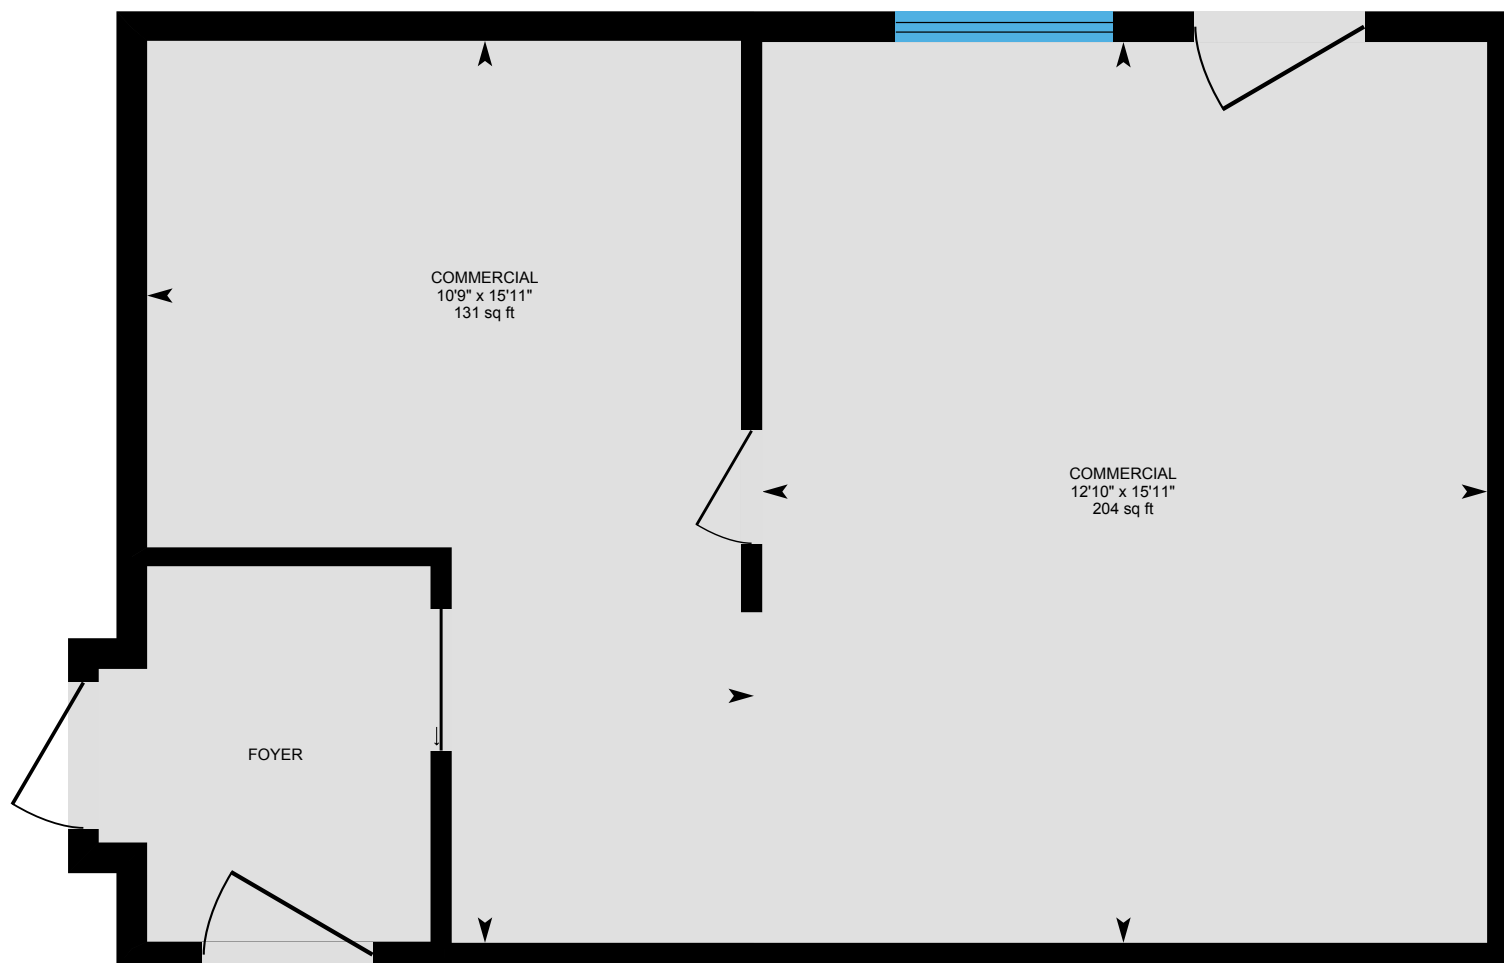 COMMERCIAL
10'9" x 15'11"
131 sq ft
COMMERCIAL
12'10" x 15'11"
204 sq ft
FOYER